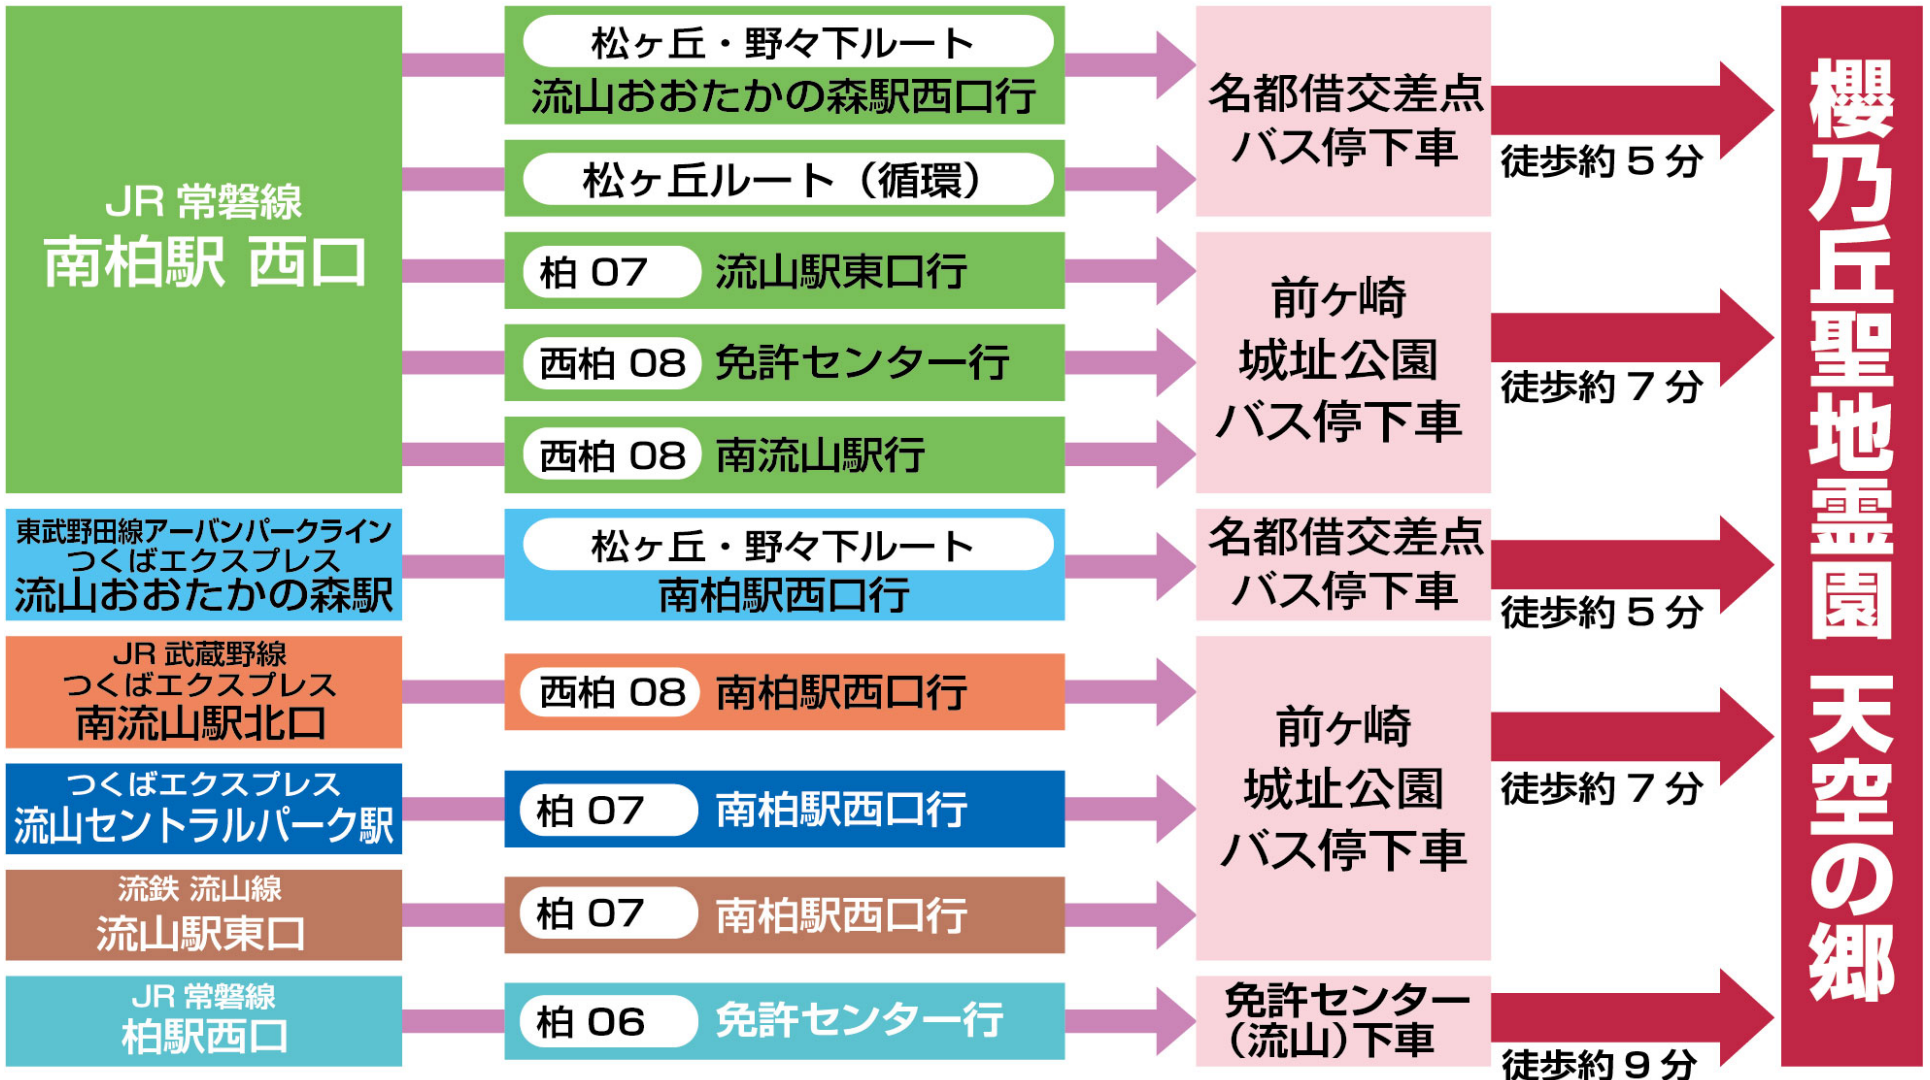 JR 常磐線
南柏駅 西口
松ヶ丘・野々下ルート
流山おおたかの森駅西口行
松ヶ丘ルート（循環）
名都借交差点
バス停下車
徒歩約 5 分
柏 07 流山駅東口行
西柏 08 免許センター行
西柏 08 南流山駅行
前ヶ崎
城址公園
バス停下車
徒歩約 7 分
東武野田線アーバンパークライン
つくばエクスプレス
流山おおたかの森駅
松ヶ丘・野々下ルート
南柏駅西口行
名都借交差点
バス停下車
徒歩約 5 分
JR 武蔵野線
つくばエクスプレス
南流山駅北口
西柏 08 南柏駅西口行
つくばエクスプレス
流山セントラルパーク駅
柏 07 南柏駅西口行
流鉄 流山線
流山駅東口
柏 07 南柏駅西口行
前ヶ崎
城址公園
バス停下車
徒歩約 7 分
JR 常磐線
柏駅西口
柏 06 免許センター行
免許センター
（流山）下車
徒歩約 9 分
櫻乃丘聖地霊園 天空の郷